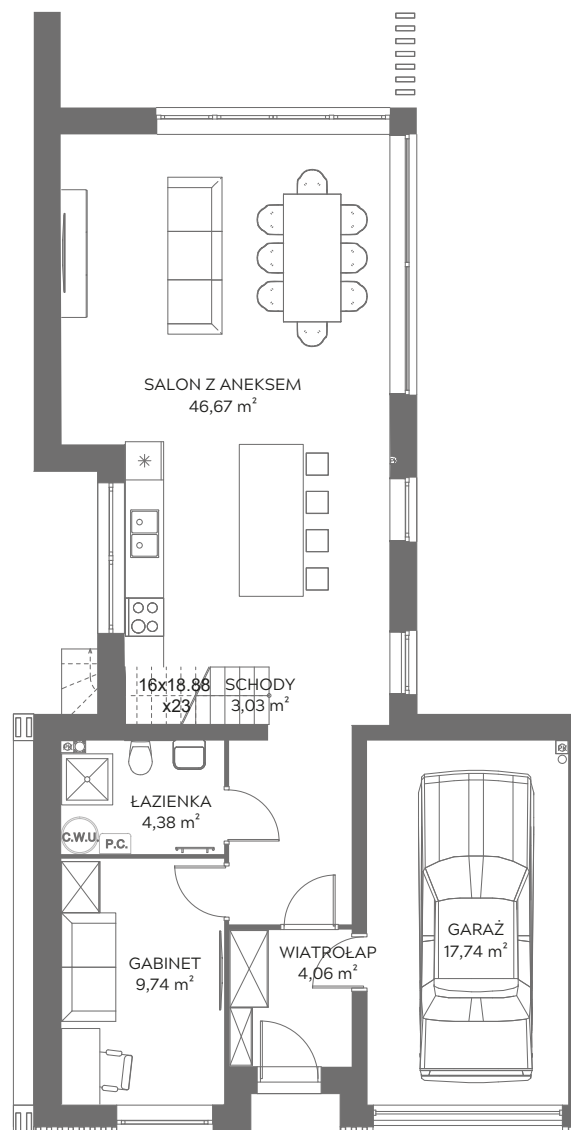 SALON Z ANEKSEM
46,67 m²
16x18.88
x23
SCHODY
3,03 m²
ŁAZIENKA
4,38 m²
C.W.U.
P.C.
GABINET
9,74 m²
WIATROŁAP
4,06 m²
GARAŻ
17,74 m²